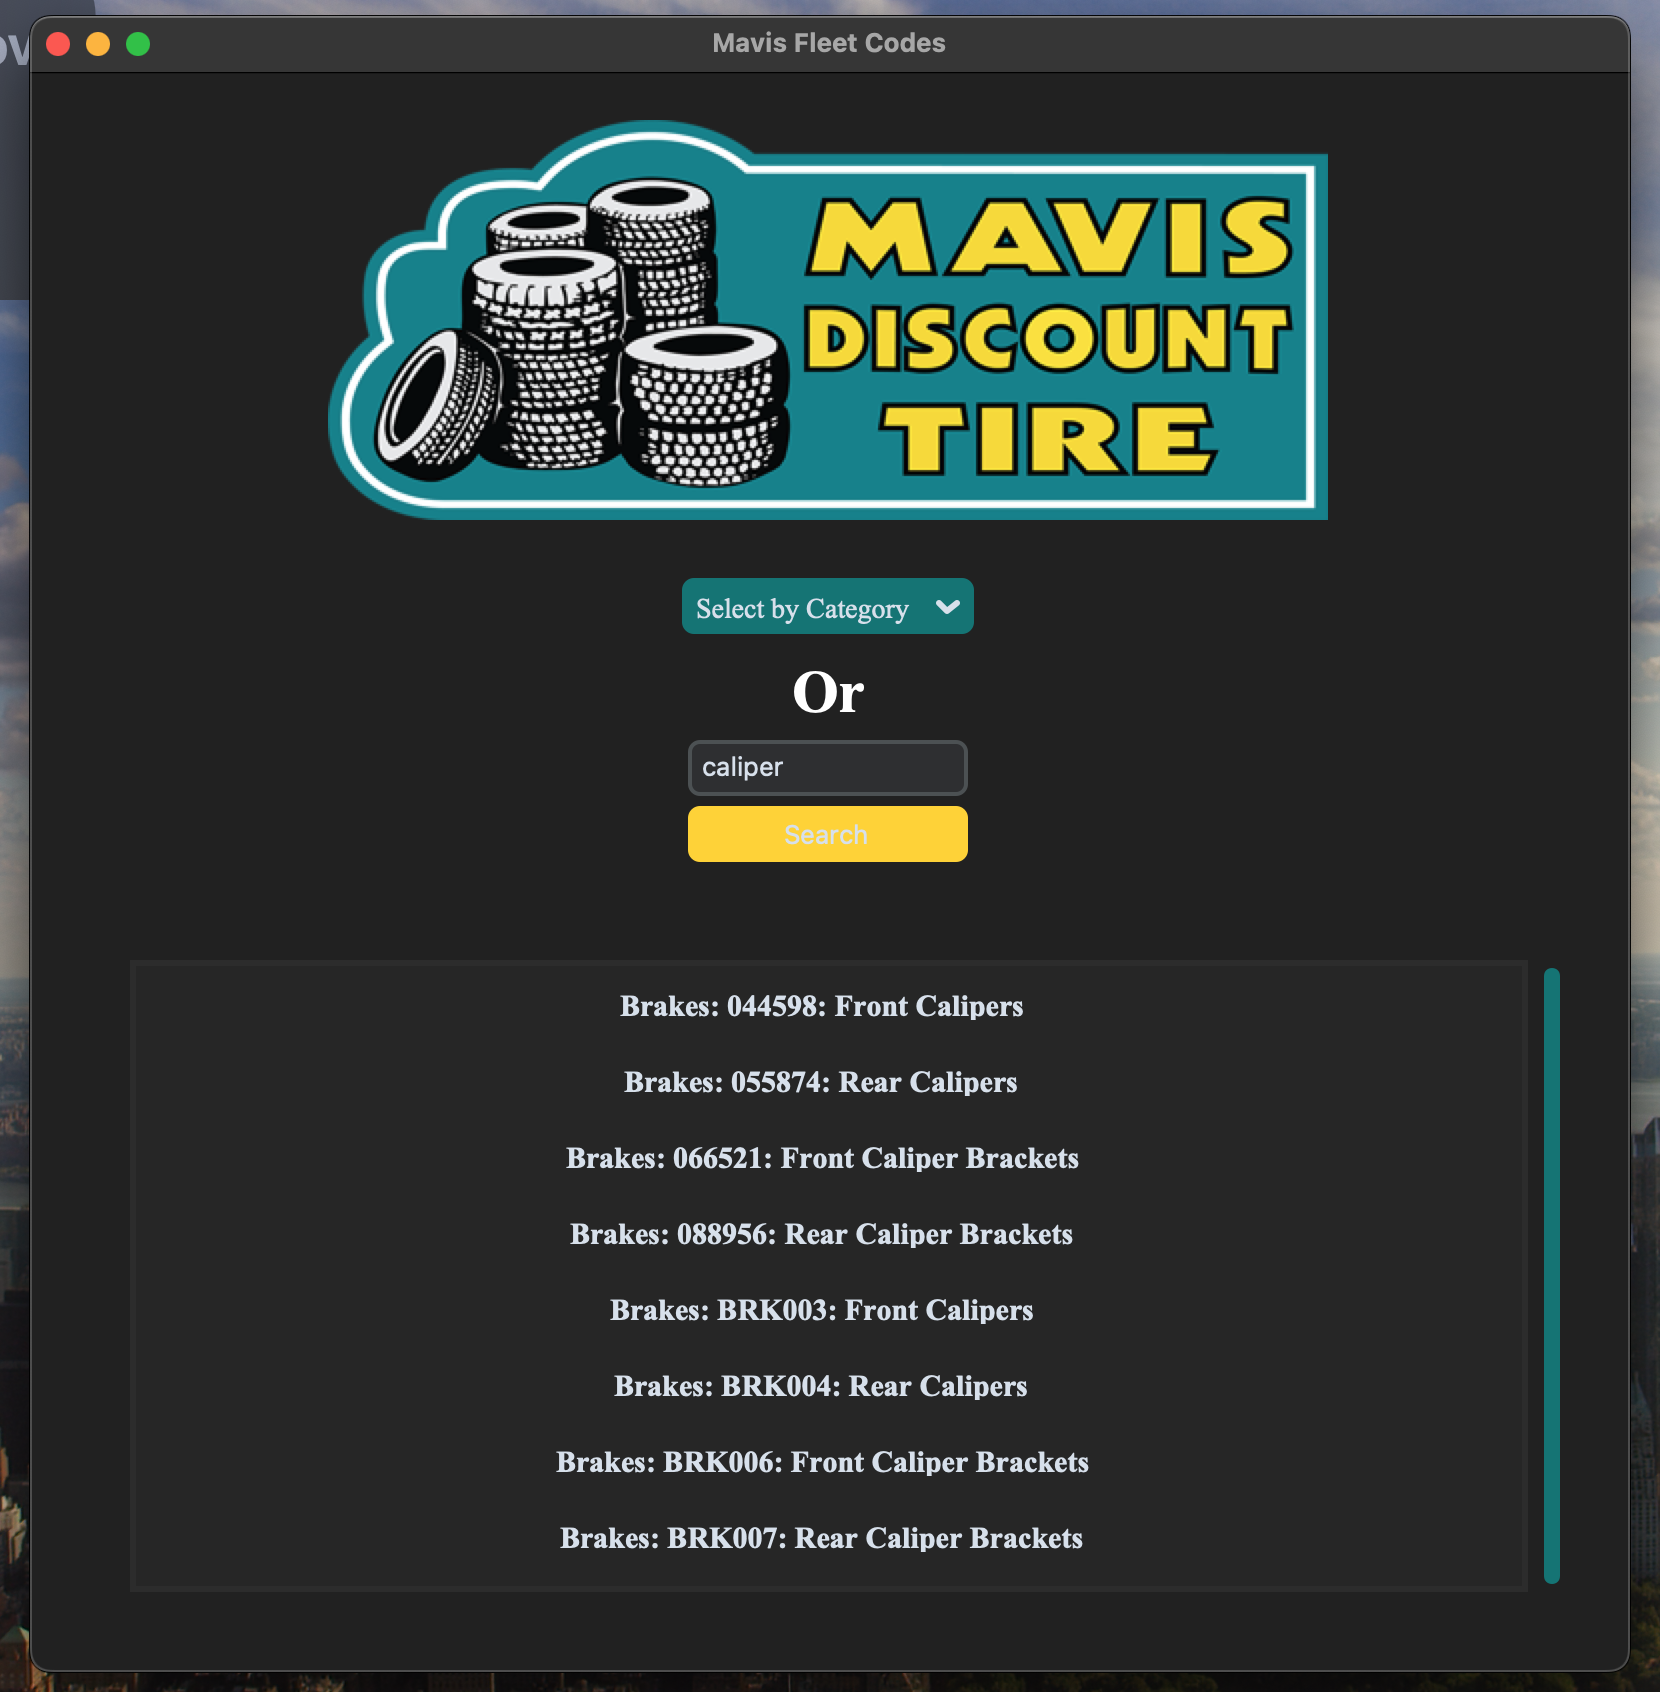 Mavis Fleet Codes
MAVIS
DISCOUNT
TIRE
Select by Category
Or
caliper
Search
Brakes: 044598: Front Calipers
Brakes: 055874: Rear Calipers
Brakes: 066521: Front Caliper Brackets
Brakes: 088956: Rear Caliper Brackets
Brakes: BRK003: Front Calipers
Brakes: BRK004: Rear Calipers
Brakes: BRK006: Front Caliper Brackets
Brakes: BRK007: Rear Caliper Brackets